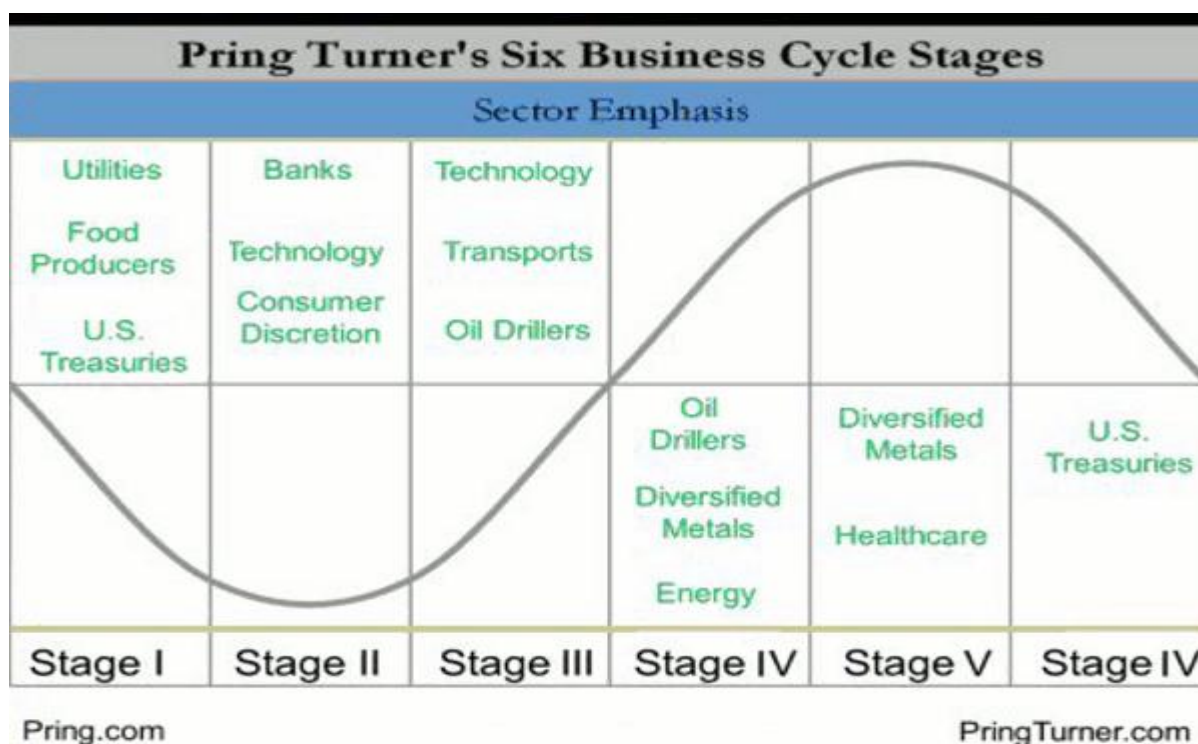 Pring Turner's Six Business Cycle Stages
Sector Emphasis
Utilities
Food
Producers
U.S.
Treasuries
Banks
Technology
Consumer
Discretion
Technology
Transports
Oil Drillers
Oil
Drillers
Diversified
Metals
Energy
Diversified
Metals
Healthcare
U.S.
Treasuries
Stage I
Stage II
Stage III
Stage IV
Stage V
Stage IV
Pring.com
PringTurner.com